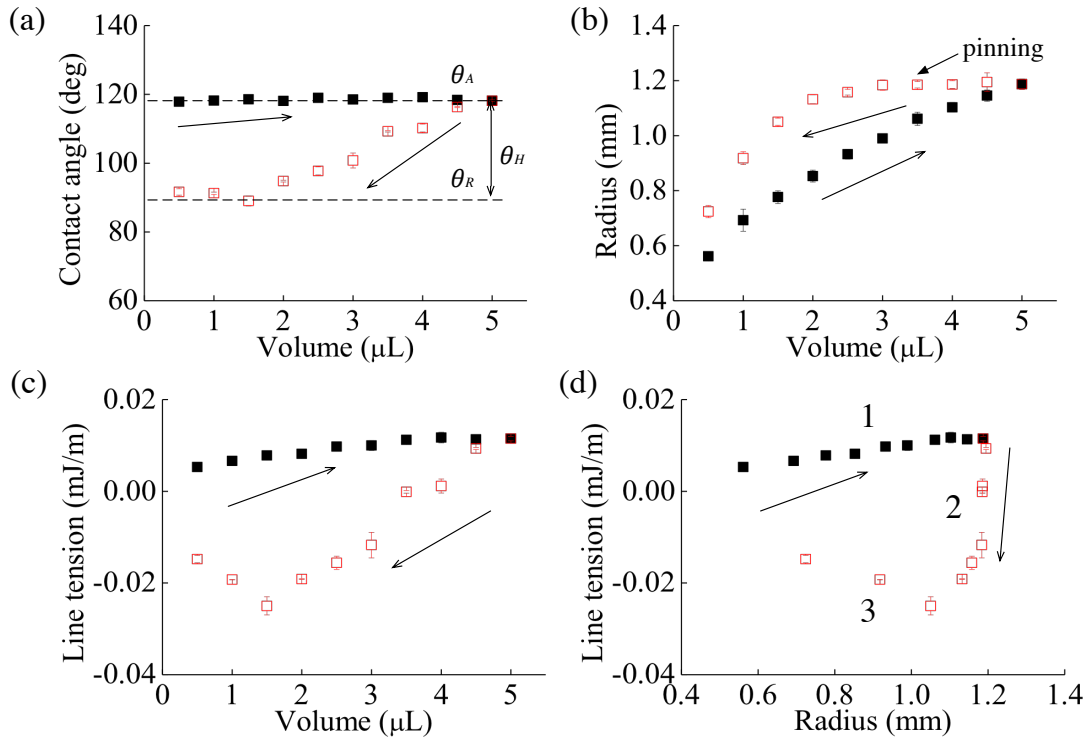 (a)
Contact angle (deg)
140
120
100
80
60
θA
θH
θR
0 1 2 3 4 5
Volume (μL)
(b)
Radius (mm)
1.4
1.2
1.0
0.8
0.6
0.4
pinning
0 1 2 3 4 5
Volume (μL)
(c)
Line tension (mJ/m)
0.02
0.00
-0.02
-0.04
0 1 2 3 4 5
Volume (μL)
(d)
Line tension (mJ/m)
0.02
0.00
-0.02
-0.04
1
2
3
0.4 0.6 0.8 1.0 1.2 1.4
Radius (mm)